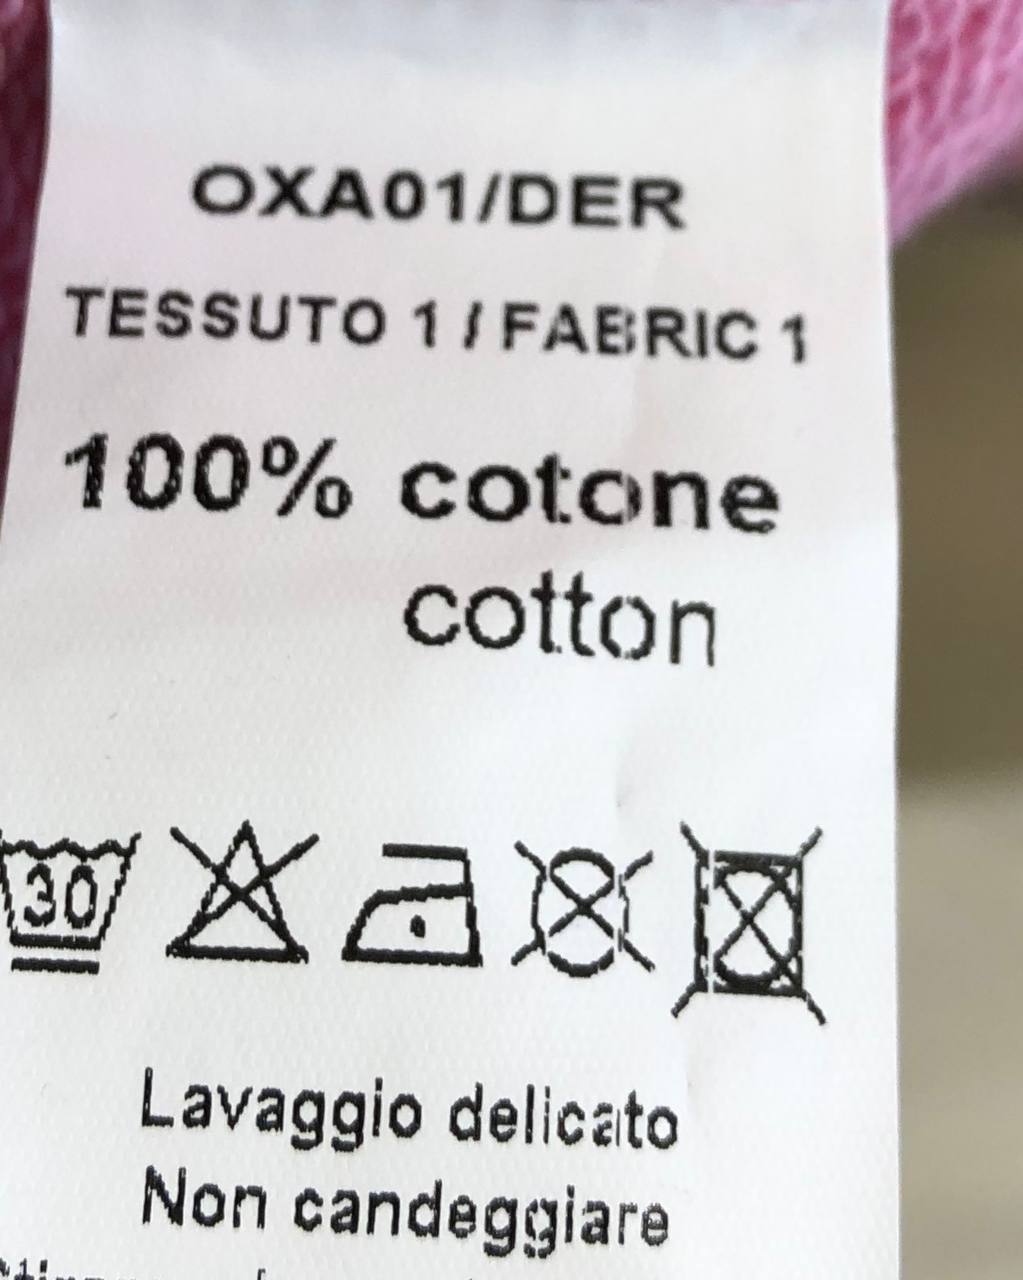 OXA01/DER
TESSUTO 1 / FABRIC 1
100% cotone
cotton
30
Lavaggio delicato
Non candeggiare